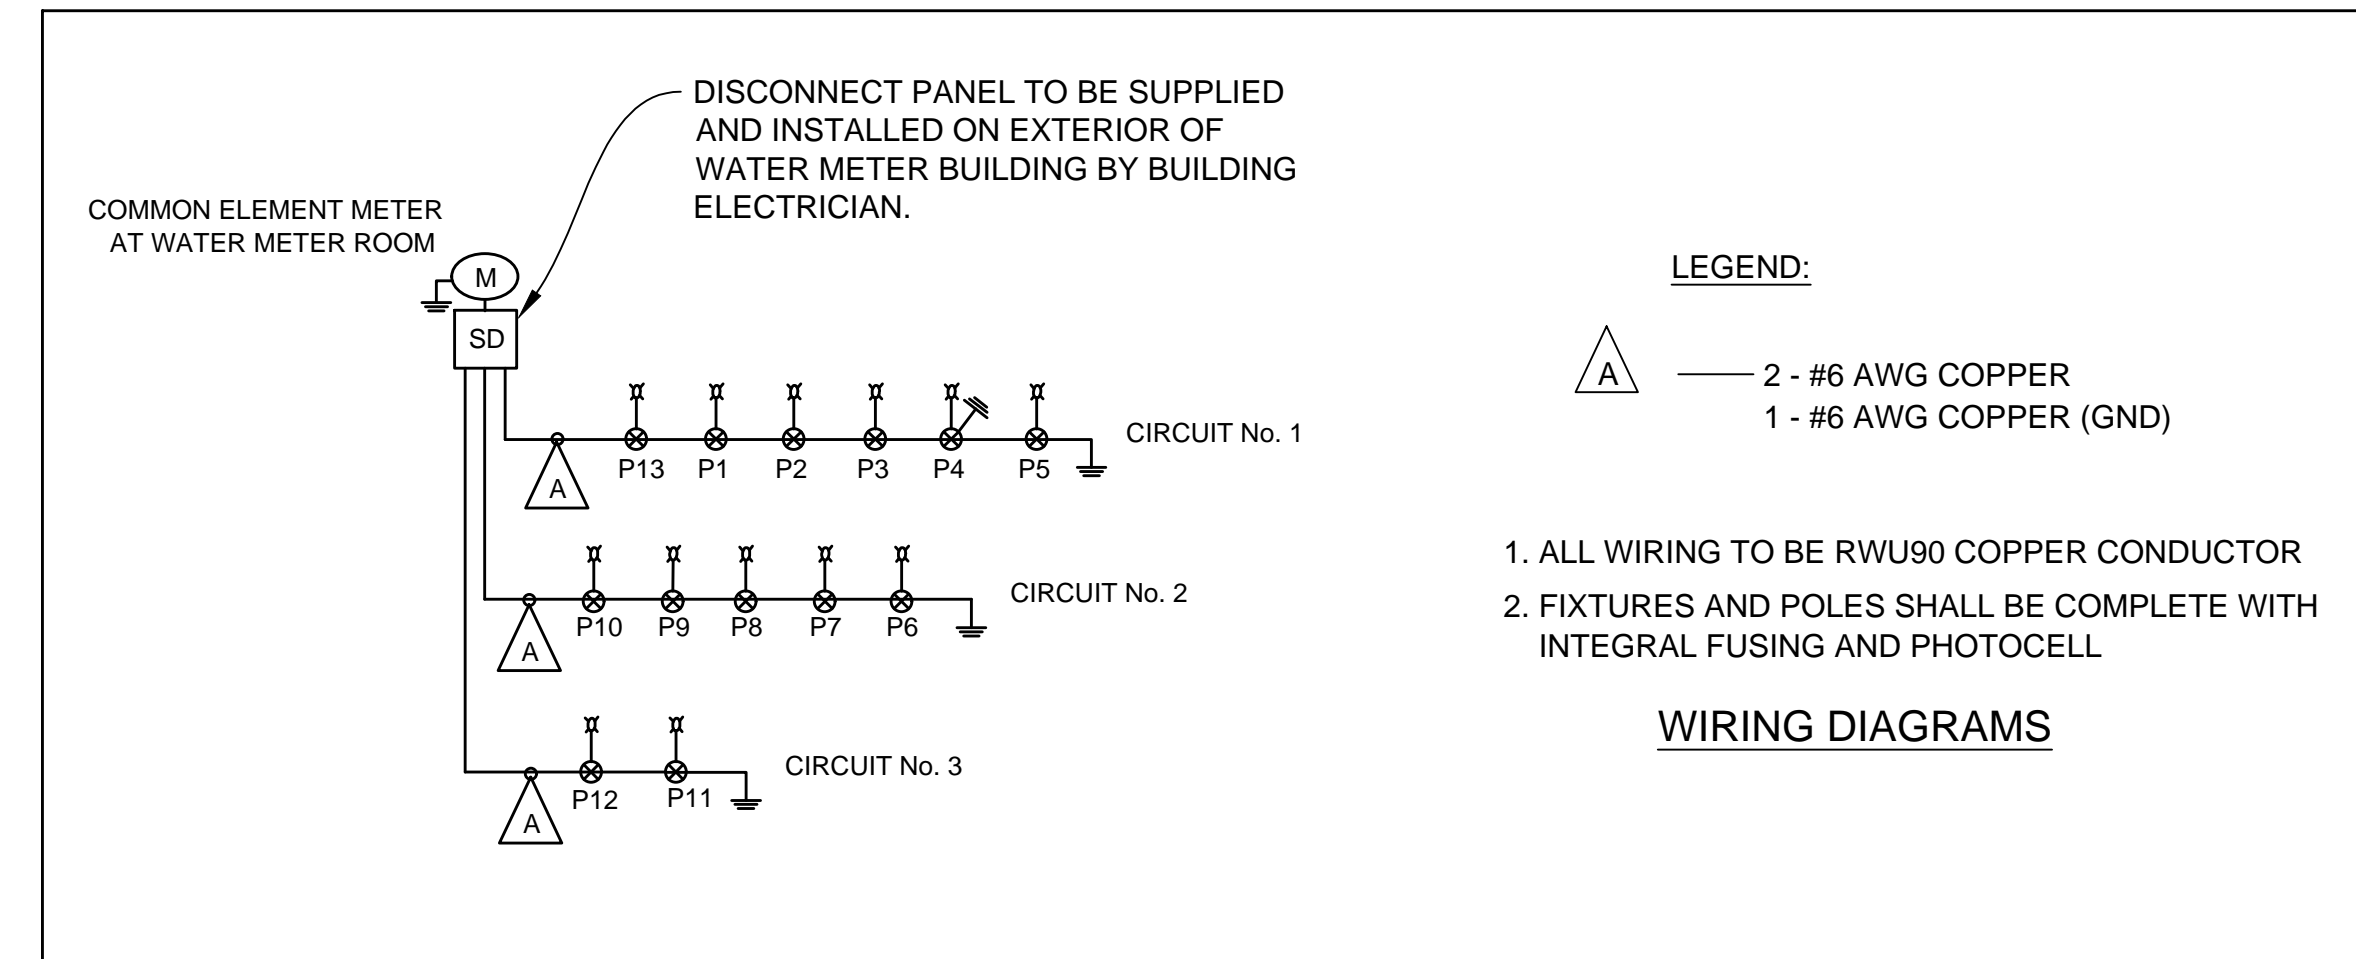 DISCONNECT PANEL TO BE SUPPLIED
AND INSTALLED ON EXTERIOR OF
WATER METER BUILDING BY BUILDING
ELECTRICIAN.
COMMON ELEMENT METER
AT WATER METER ROOM
M
SD
CIRCUIT No. 1
P13 P1 P2 P3 P4 P5
A
CIRCUIT No. 2
P10 P9 P8 P7 P6
A
CIRCUIT No. 3
P12 P11
A
LEGEND:
A 2 - #6 AWG COPPER
1 - #6 AWG COPPER (GND)
1. ALL WIRING TO BE RWU90 COPPER CONDUCTOR
2. FIXTURES AND POLES SHALL BE COMPLETE WITH
INTEGRAL FUSING AND PHOTOCELL
WIRING DIAGRAMS